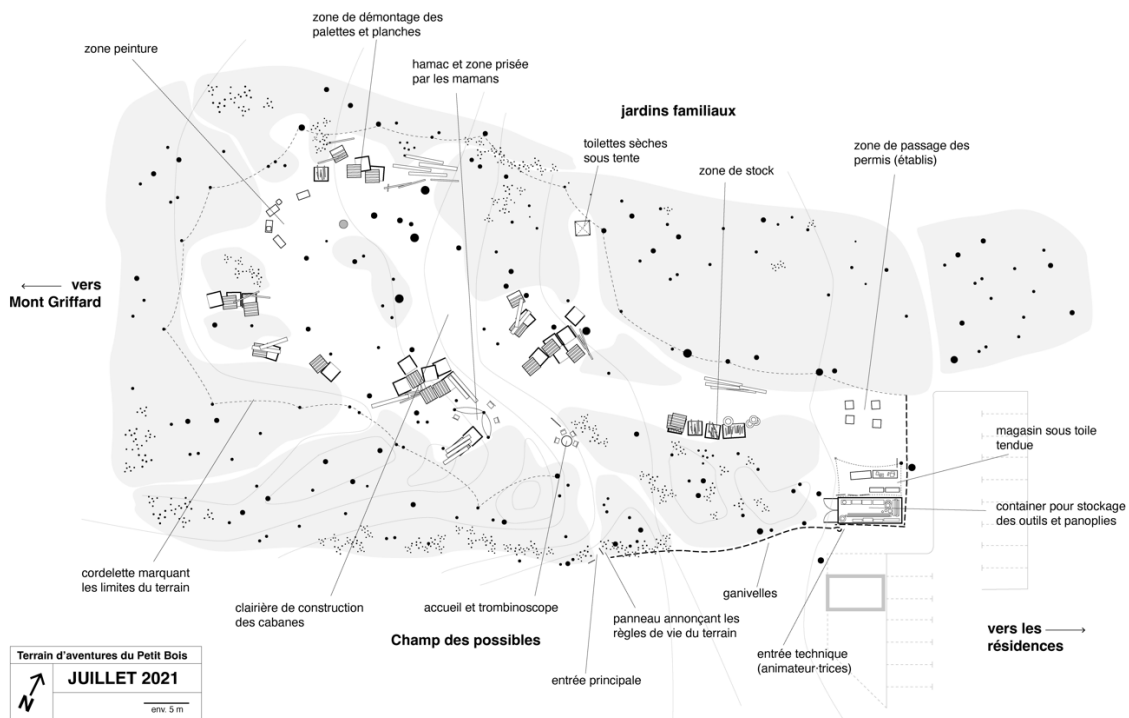 zone de démontage des
palettes et planches
zone peinture
hamac et zone prisée
par les mamans
jardins familiaux
toilettes sèches
sous tente
zone de passage des
permis (établis)
zone de stock
vers
Mont Griffard
magasin sous toile
tendue
container pour stockage
des outils et panoplies
cordelette marquant
les limites du terrain
clairière de construction
des cabanes
accueil et trombinoscope
Champ des possibles
panneau annonçant les
règles de vie du terrain
ganivelles
entrée principale
entrée technique
(animateur·trices)
vers les
résidences
Terrain d'aventures du Petit Bois
JUILLET 2021
N
env. 5 m